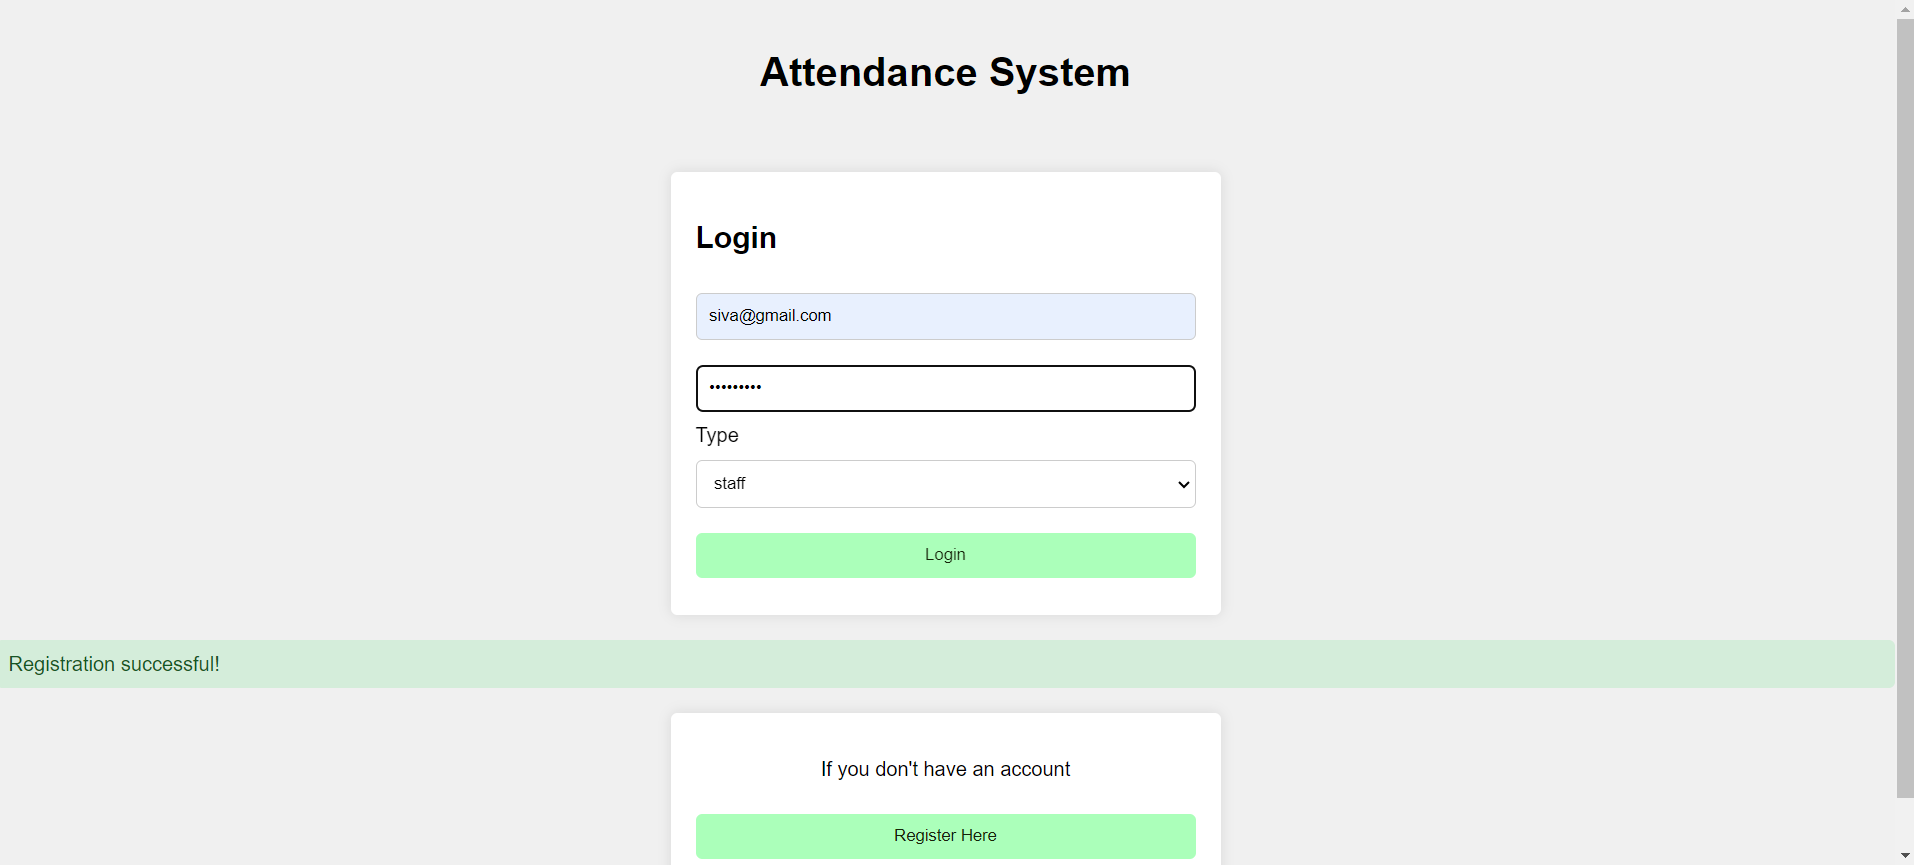 Attendance System
Login
siva@gmail.com
•••••••••
Type
staff
Login
Registration successful!
If you don't have an account
Register Here